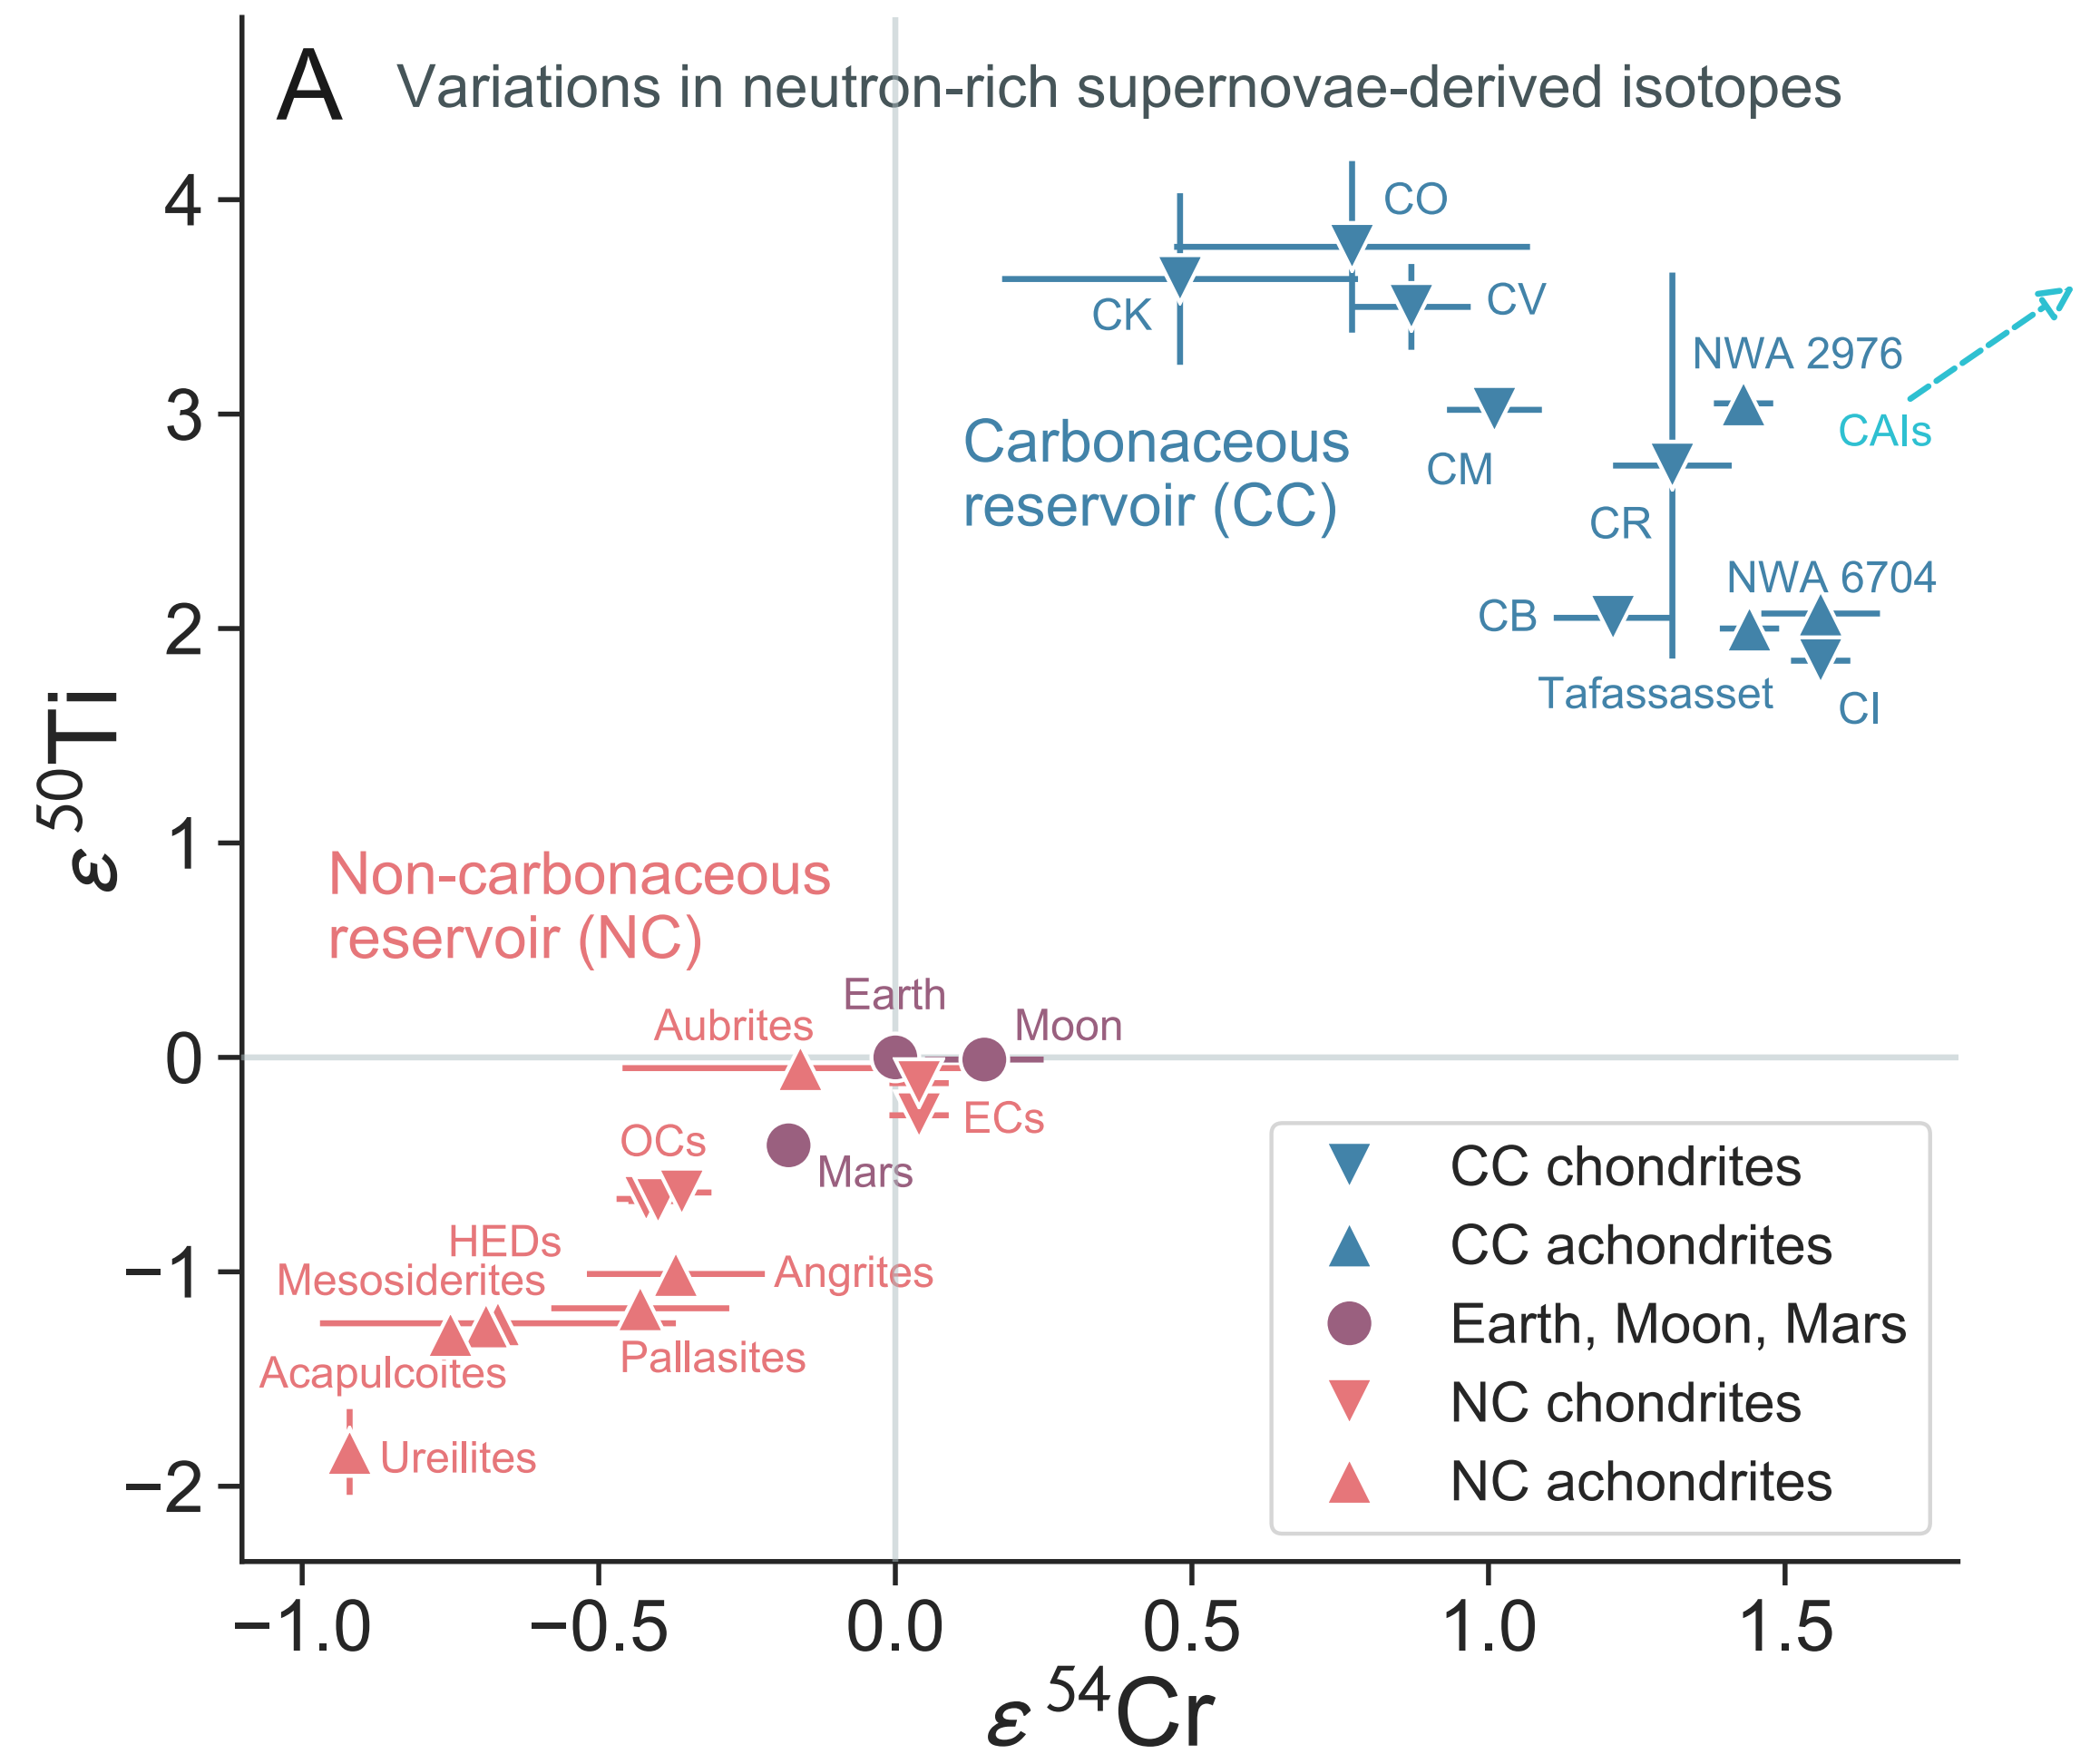 A Variations in neutron-rich supernovae-derived isotopes
4
3
2
1
0
−1
−2
ε⁵⁰Ti
CO
CK
CV
NWA 2976
CAIs
Carbonaceous
reservoir (CC)
CM
CR
NWA 6704
CB
Tafassasset
CI
Non-carbonaceous
reservoir (NC)
Earth
Aubrites
Moon
ECs
OCs
Mars
HEDs
Mesosiderites
Angrites
Pallasites
Acapulcoites
Ureilites
CC chondrites
CC achondrites
Earth, Moon, Mars
NC chondrites
NC achondrites
−1.0 −0.5 0.0 0.5 1.0 1.5
ε⁵⁴Cr